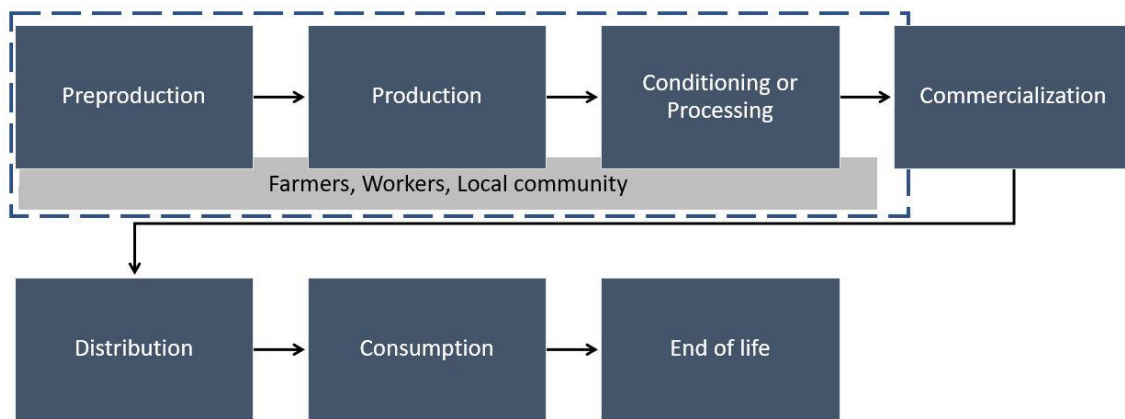 Preproduction
Production
Conditioning or
Processing
Commercialization
Farmers, Workers, Local community
Distribution
Consumption
End of life